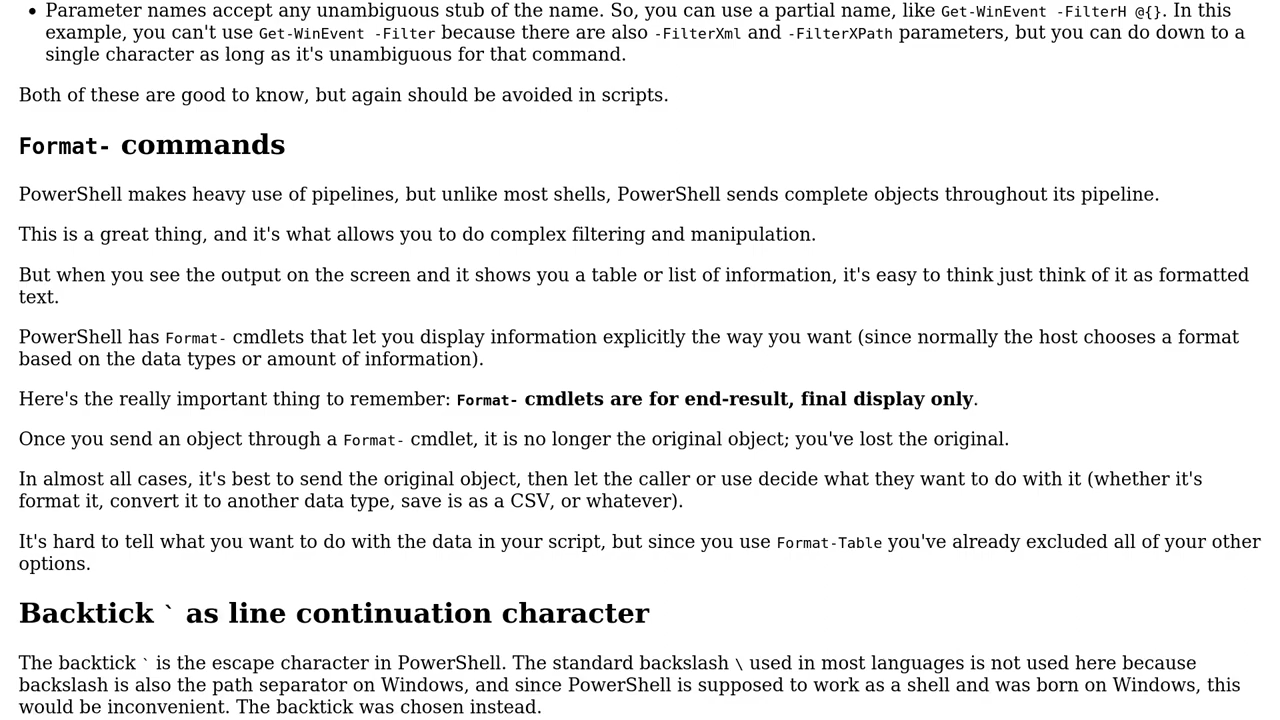 • Parameter names accept any unambiguous stub of the name. So, you can use a partial name, like Get-WinEvent -FilterH @{}. In this
example, you can't use Get-WinEvent -Filter because there are also -FilterXml and -FilterXPath parameters, but you can do down to a
single character as long as it's unambiguous for that command.
Both of these are good to know, but again should be avoided in scripts.
Format- commands
PowerShell makes heavy use of pipelines, but unlike most shells, PowerShell sends complete objects throughout its pipeline.
This is a great thing, and it's what allows you to do complex filtering and manipulation.
But when you see the output on the screen and it shows you a table or list of information, it's easy to think just think of it as formatted
text.
PowerShell has Format- cmdlets that let you display information explicitly the way you want (since normally the host chooses a format
based on the data types or amount of information).
Here's the really important thing to remember: Format- cmdlets are for end-result, final display only.
Once you send an object through a Format- cmdlet, it is no longer the original object; you've lost the original.
In almost all cases, it's best to send the original object, then let the caller or use decide what they want to do with it (whether it's
format it, convert it to another data type, save is as a CSV, or whatever).
It's hard to tell what you want to do with the data in your script, but since you use Format-Table you've already excluded all of your other
options.
Backtick ` as line continuation character
The backtick ` is the escape character in PowerShell. The standard backslash \ used in most languages is not used here because
backslash is also the path separator on Windows, and since PowerShell is supposed to work as a shell and was born on Windows, this
would be inconvenient. The backtick was chosen instead.